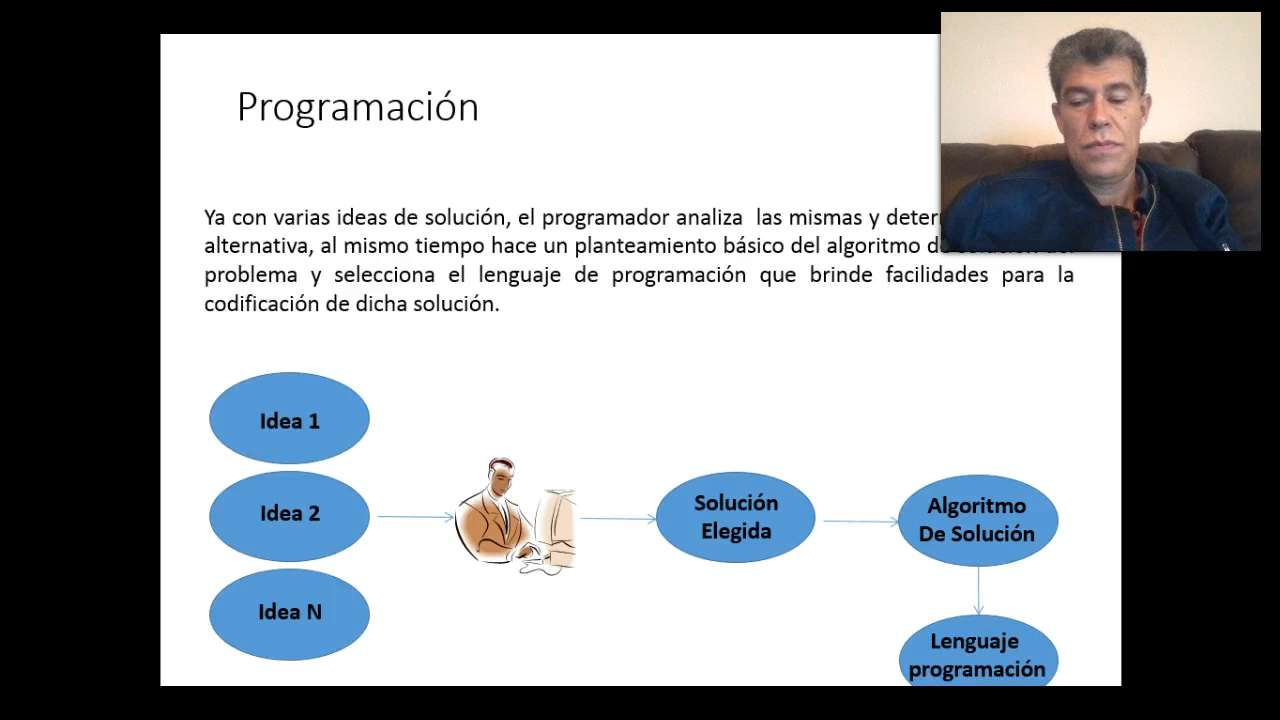 Programación
Ya con varias ideas de solución, el programador analiza las mismas y
alternativa, al mismo tiempo hace un planteamiento básico del algoritmo
problema y selecciona el lenguaje de programación que brinde facilidades para la
codificación de dicha solución.
Idea 1
Idea 2
Idea N
Solución
Elegida
Algoritmo
De Solución
Lenguaje
programación